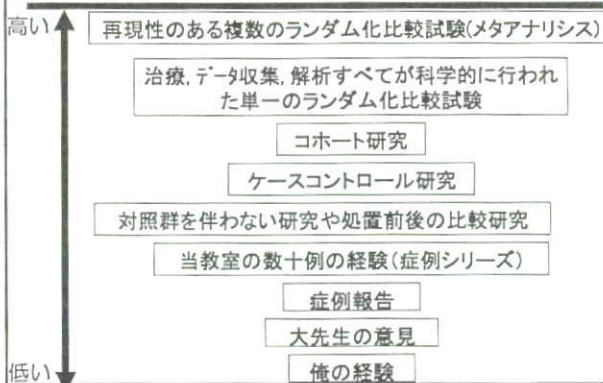 高い
再現性のある複数のランダム化比較試験(メタアナリシス)
治療,データ収集,解析すべてが科学的に行われ
た単一のランダム化比較試験
コホート研究
ケースコントロール研究
対照群を伴わない研究や処置前後の比較研究
当教室の数十例の経験(症例シリーズ)
症例報告
大先生の意見
低い
俺の経験